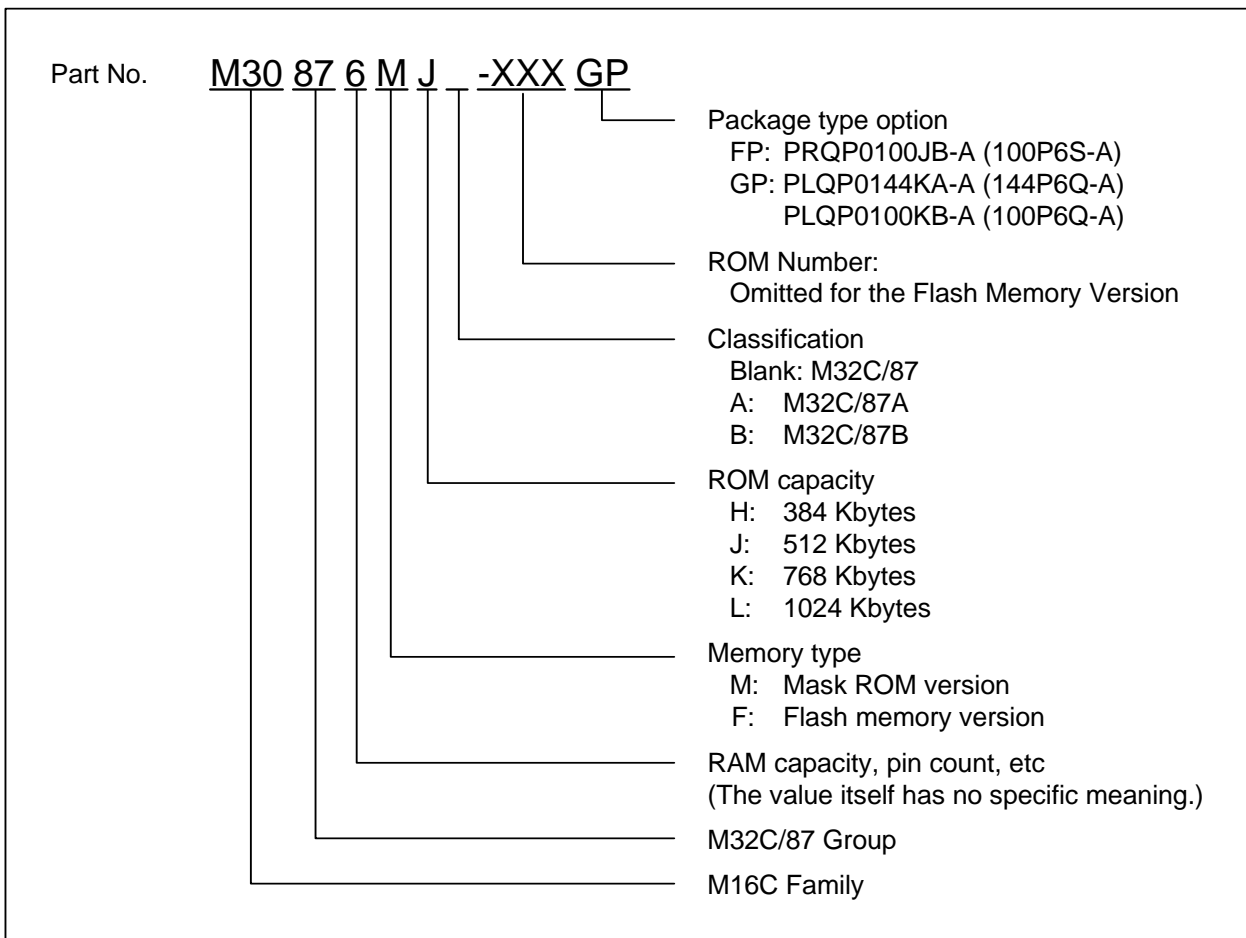 Part No. M30 87 6 M J _ -XXX GP
Package type option
FP: PRQP0100JB-A (100P6S-A)
GP: PLQP0144KA-A (144P6Q-A)
PLQP0100KB-A (100P6Q-A)
ROM Number:
Omitted for the Flash Memory Version
Classification
Blank: M32C/87
A: M32C/87A
B: M32C/87B
ROM capacity
H: 384 Kbytes
J: 512 Kbytes
K: 768 Kbytes
L: 1024 Kbytes
Memory type
M: Mask ROM version
F: Flash memory version
RAM capacity, pin count, etc
(The value itself has no specific meaning.)
M32C/87 Group
M16C Family